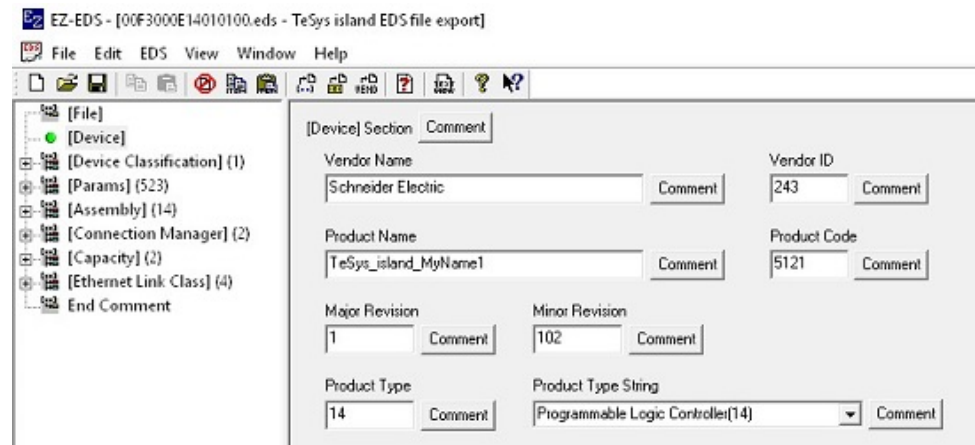 EZ-EDS - [00F3000E14010100.eds - TeSys island EDS file export]
File Edit EDS View Window Help
[File]
[Device]
[Device Classification] (1)
[Params] (523)
[Assembly] (14)
[Connection Manager] (2)
[Capacity] (2)
[Ethernet Link Class] (4)
End Comment
[Device] Section Comment
Vendor Name Vendor ID
Schneider Electric Comment 243 Comment
Product Name Product Code
TeSys_island_MyName1 Comment 5121 Comment
Major Revision Minor Revision
1 Comment 102 Comment
Product Type Product Type String
14 Comment Programmable Logic Controller(14) Comment